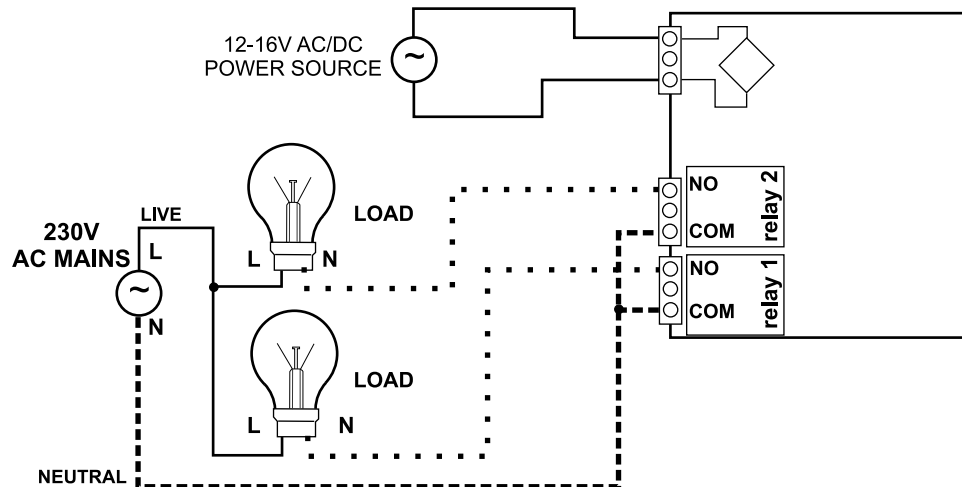 12-16V AC/DC
POWER SOURCE
~
NO
COM
relay 2
LOAD
L N
LIVE
230V
AC MAINS
L
~
N
NO
COM
relay 1
LOAD
L N
NEUTRAL